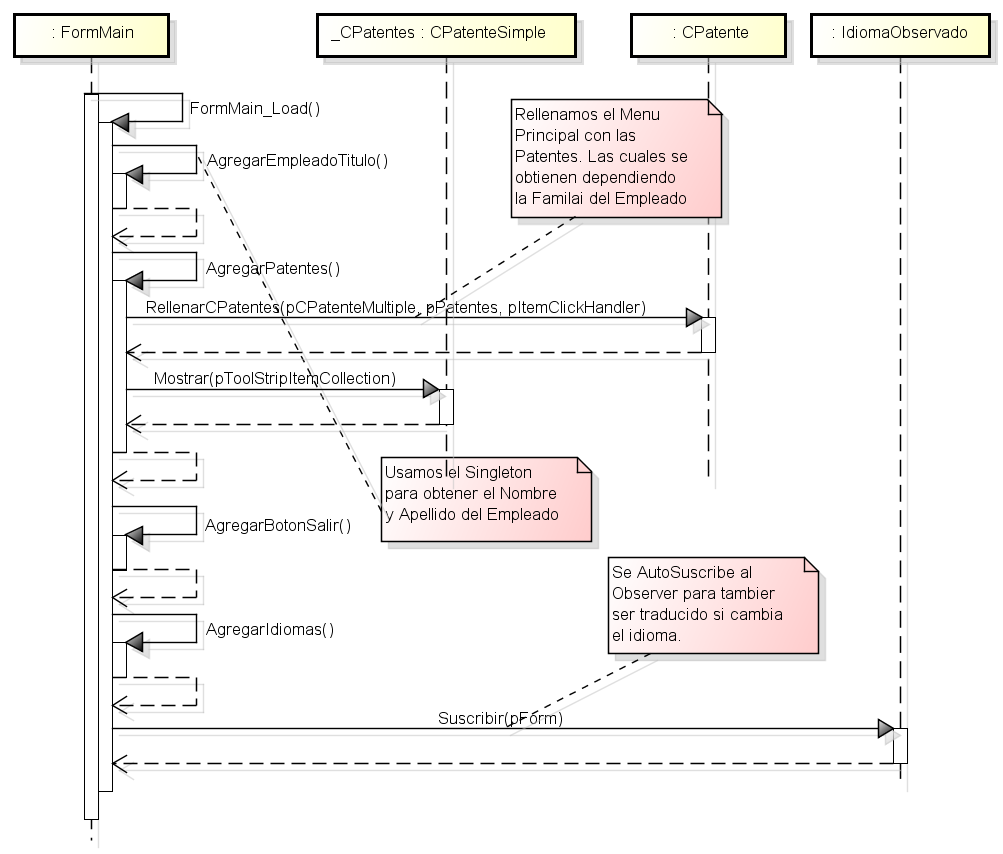 : FormMain
_CPatentes : CPatenteSimple
: CPatente
: IdiomaObservado
FormMain_Load()
Rellenamos el Menu
Principal con las
Patentes. Las cuales se
obtienen dependiendo
la Familai del Empleado
AgregarEmpleadoTitulo()
AgregarPatentes()
RellenarCPatentes(pCPatenteMultiple, pPatentes, pItemClickHandler)
Mostrar(pToolStripItemCollection)
Usamos el Singleton
para obtener el Nombre
y Apellido del Empleado
AgregarBotonSalir()
Se AutoSuscribe al
Observer para tambier
ser traducido si cambia
el idioma.
AgregarIdiomas()
Suscribir(pForm)